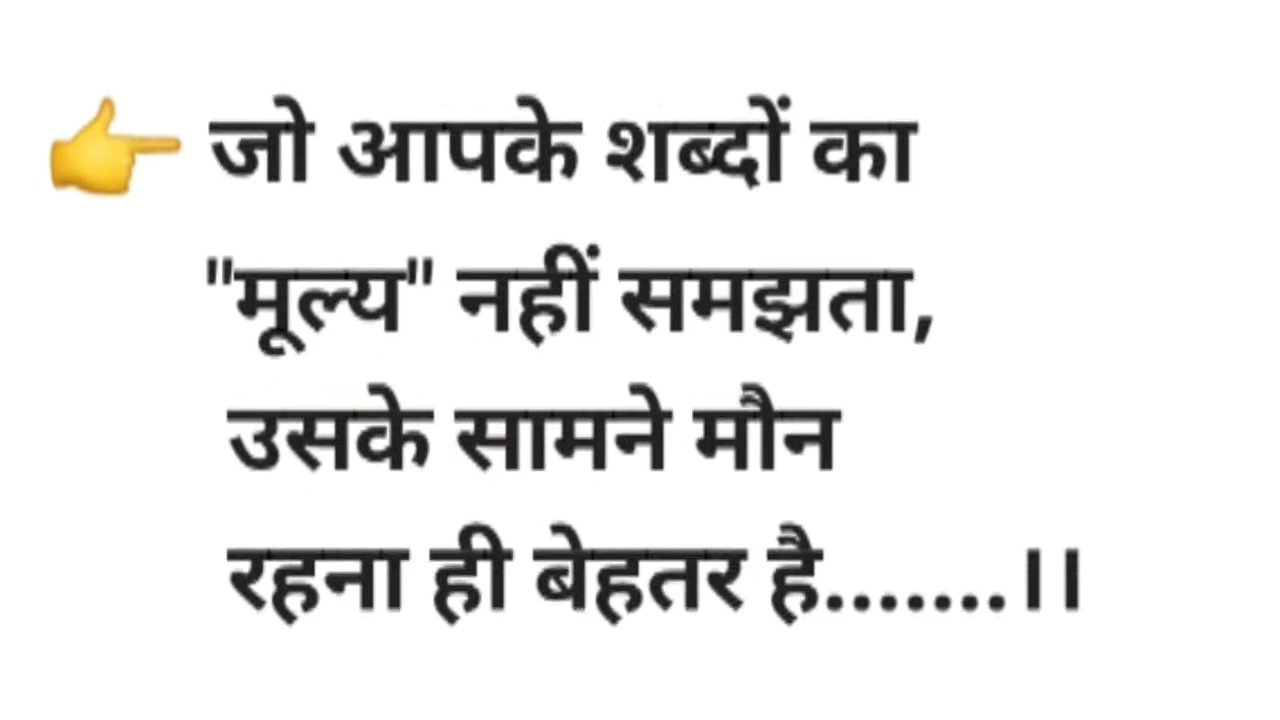 👉 जो आपके शब्दों का
"मूल्य" नहीं समझता,
उसके सामने मौन
रहना ही बेहतर है.......।।